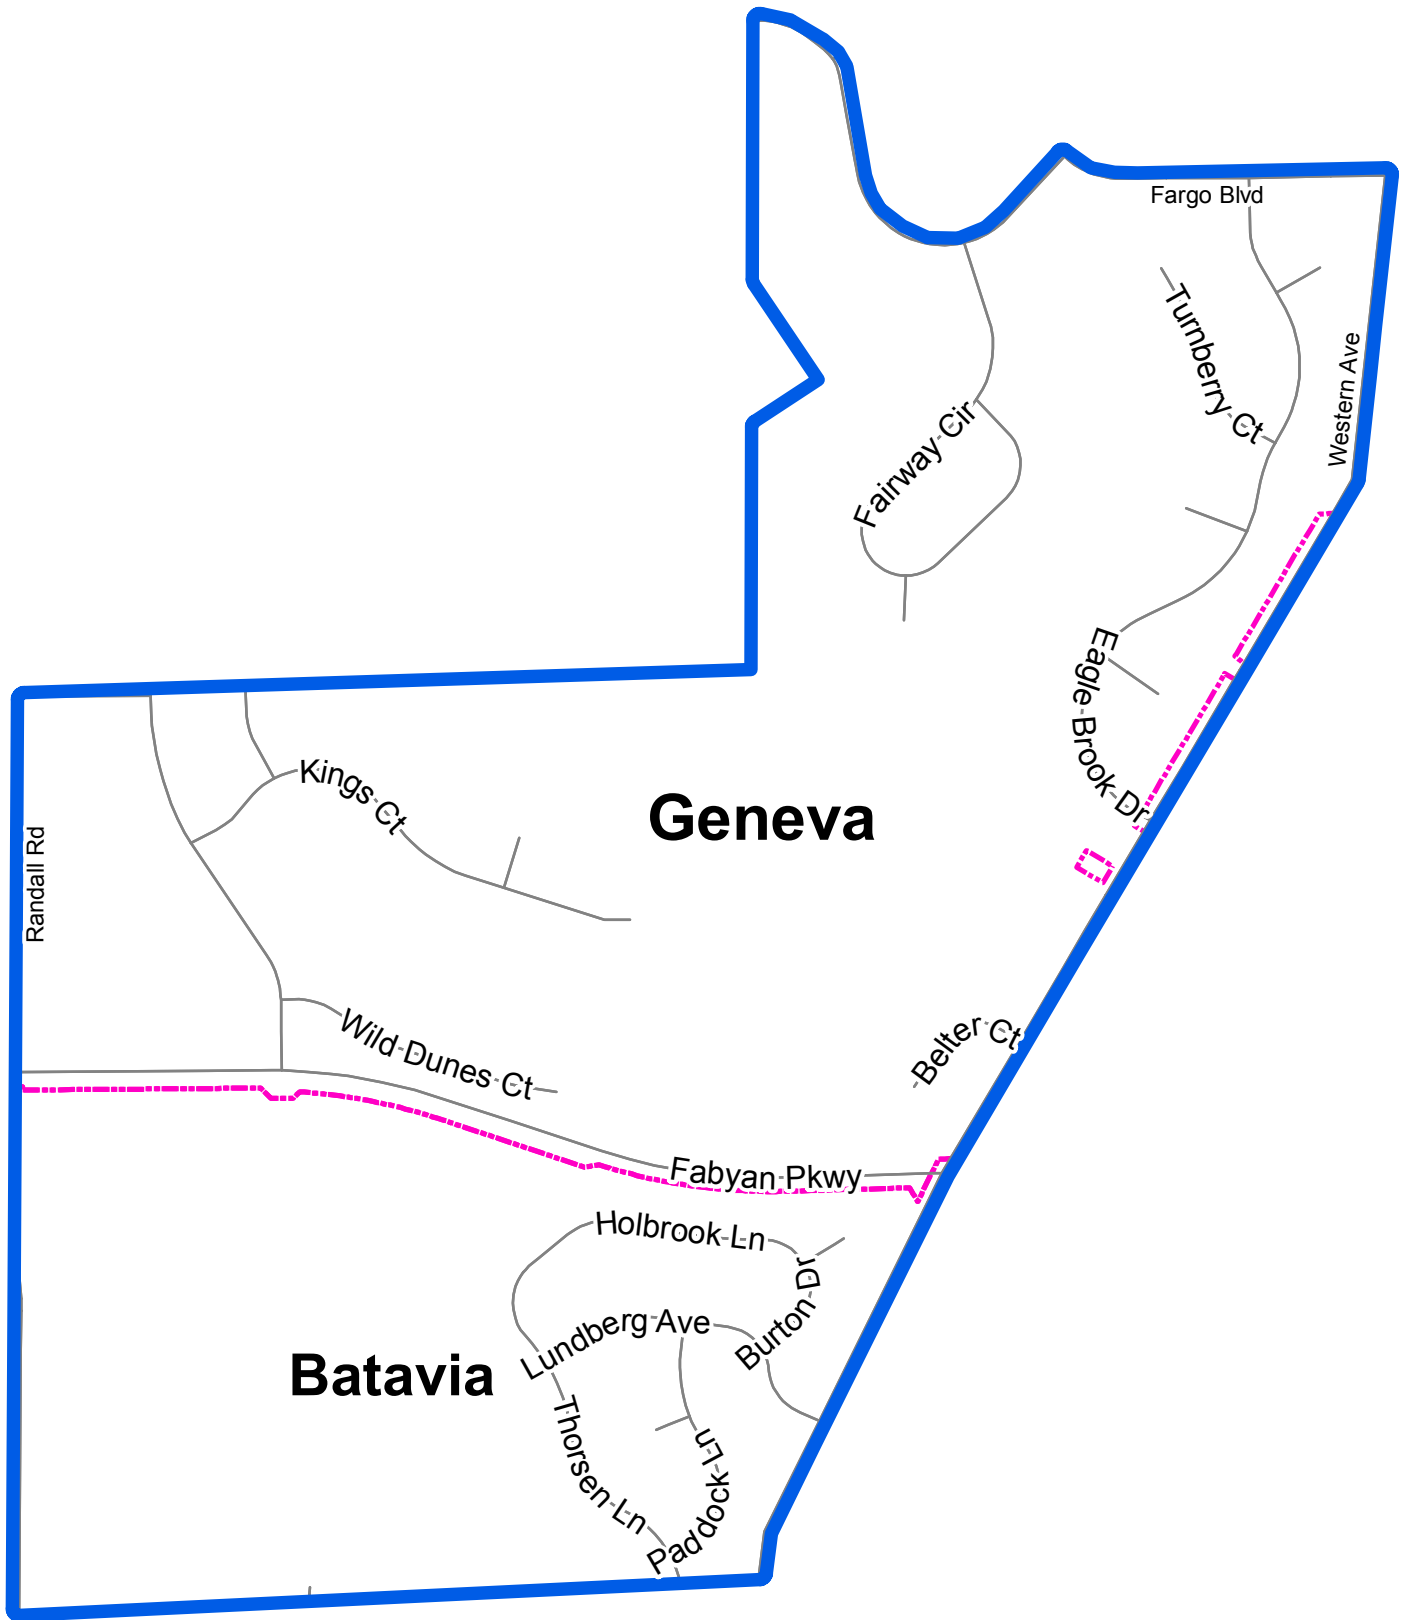 Fargo Blvd
Turnberry Ct
Western Ave
Fairway Cir
Eagle Brook Dr
Kings Ct
Geneva
Randall Rd
Wild Dunes Ct
Belter Ct
Fabyan Pkwy
Holbrook Ln
Burton Dr
Lundberg Ave
Batavia
Thorsen Ln
Paddock Ln